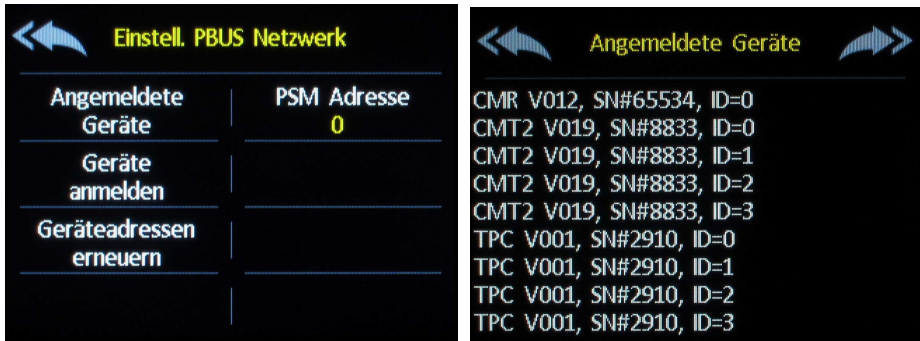 Einstell. PBUS Netzwerk
Angemeldete
Geräte
PSM Adresse
0
Geräte
anmelden
Geräteadressen
erneuern
Angemeldete Geräte
CMR V012, SN#65534, ID=0
CMT2 V019, SN#8833, ID=0
CMT2 V019, SN#8833, ID=1
CMT2 V019, SN#8833, ID=2
CMT2 V019, SN#8833, ID=3
TPC V001, SN#2910, ID=0
TPC V001, SN#2910, ID=1
TPC V001, SN#2910, ID=2
TPC V001, SN#2910, ID=3